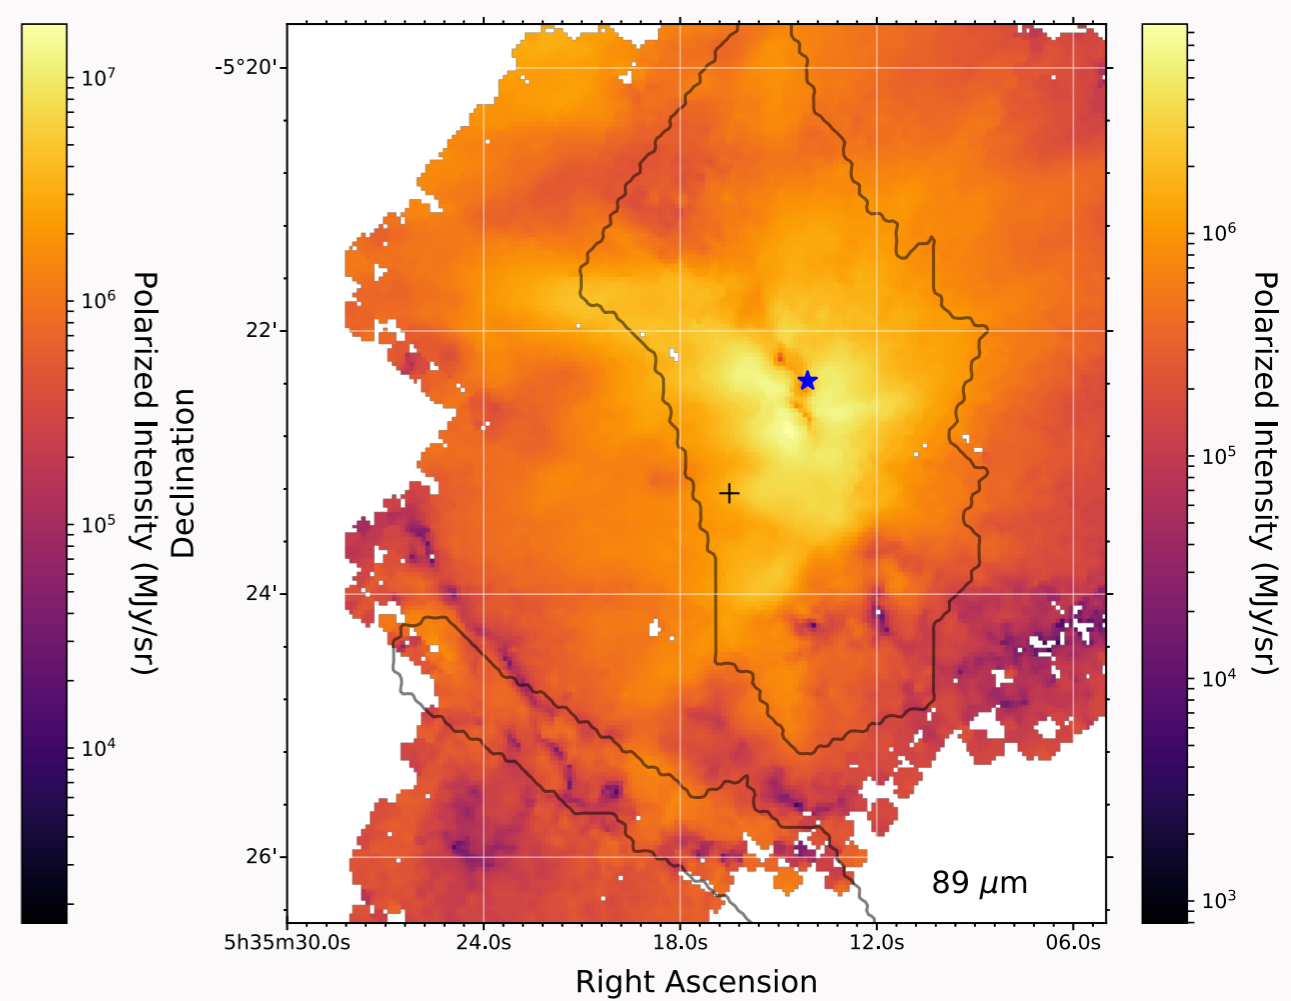 10⁷
10⁶
10⁵
10⁴
Polarized Intensity (MJy/sr)
Declination
-5°20'
22'
24'
26'
89 μm
5h35m30.0s 24.0s 18.0s 12.0s 06.0s
Right Ascension
10⁶
10⁵
10⁴
10³
Polarized Intensity (MJy/sr)